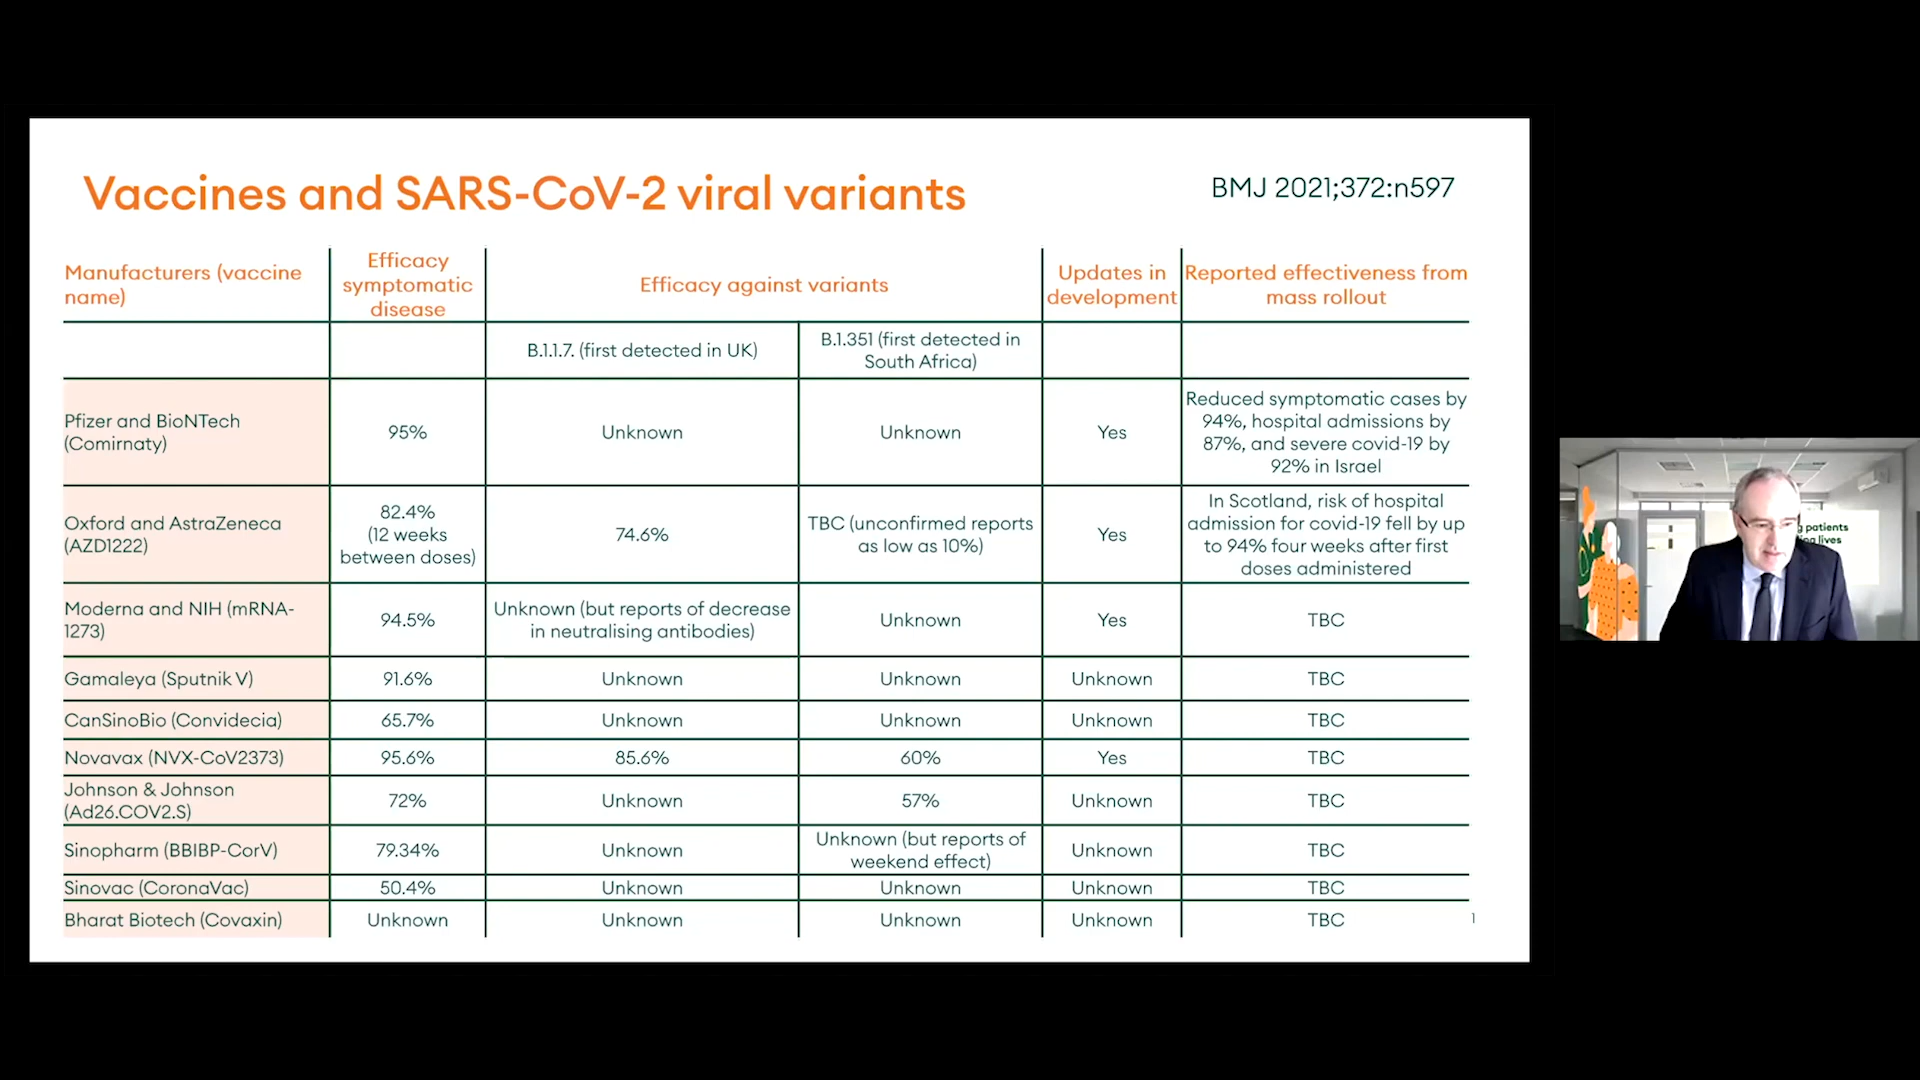 Vaccines and SARS-CoV-2 viral variants
BMJ 2021;372:n597
Manufacturers (vaccine
name)
Efficacy
symptomatic
disease
Efficacy against variants
Updates in
development
Reported effectiveness from
mass rollout
B.1.1.7. (first detected in UK)
B.1.351 (first detected in
South Africa)
Pfizer and BioNTech
(Comirnaty)
95%
Unknown
Unknown
Yes
Reduced symptomatic cases by
94%, hospital admissions by
87%, and severe covid-19 by
92% in Israel
Oxford and AstraZeneca
(AZD1222)
82.4%
(12 weeks
between doses)
74.6%
TBC (unconfirmed reports
as low as 10%)
Yes
In Scotland, risk of hospital
admission for covid-19 fell by up
to 94% four weeks after first
doses administered
Moderna and NIH (mRNA-
1273)
94.5%
Unknown (but reports of decrease
in neutralising antibodies)
Unknown
Yes
TBC
Gamaleya (Sputnik V)
91.6%
Unknown
Unknown
Unknown
TBC
CanSinoBio (Convidecia)
65.7%
Unknown
Unknown
Unknown
TBC
Novavax (NVX-CoV2373)
95.6%
85.6%
60%
Yes
TBC
Johnson & Johnson
(Ad26.COV2.S)
72%
Unknown
57%
Unknown
TBC
Sinopharm (BBIBP-CorV)
79.34%
Unknown
Unknown (but reports of
weekend effect)
Unknown
TBC
Sinovac (CoronaVac)
50.4%
Unknown
Unknown
Unknown
TBC
Bharat Biotech (Covaxin)
Unknown
Unknown
Unknown
Unknown
TBC
1
patients
lives